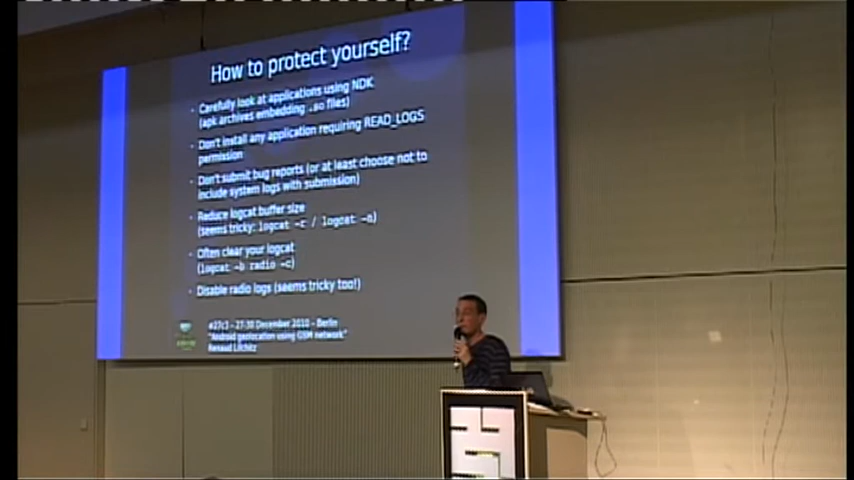 How to protect yourself?
Carefully look at applications using NDK
(apk archives embedding .so files)
Don't install any application requiring READ_LOGS
permission
Don't submit bug reports (or at least choose not to
include system logs with submission)
Reduce logcat buffer size
(seems tricky: logcat -r / logcat -n)
Often clear your logcat
(logcat -b radio -c)
Disable radio logs (seems tricky too!)
#27c3 - 27-30 December 2010 - Berlin
"Android geolocation using GSM network"
Renaud Lifchitz